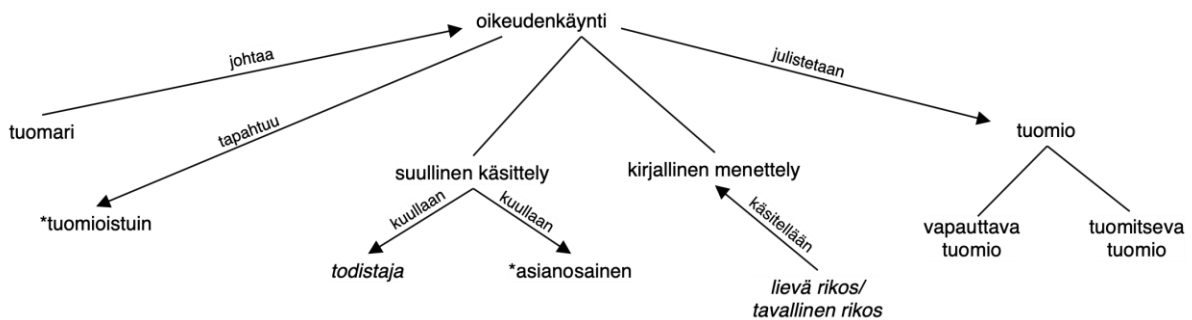 oikeudenkäynti
johtaa
julistetaan
tuomari
tapahtuu
tuomio
suullinen käsittely
kirjallinen menettely
*tuomioistuin
kuullaan
kuullaan
käsitellään
vapauttava
tuomio
tuomitseva
tuomio
todistaja
*asianosainen
lievä rikos/
tavallinen rikos